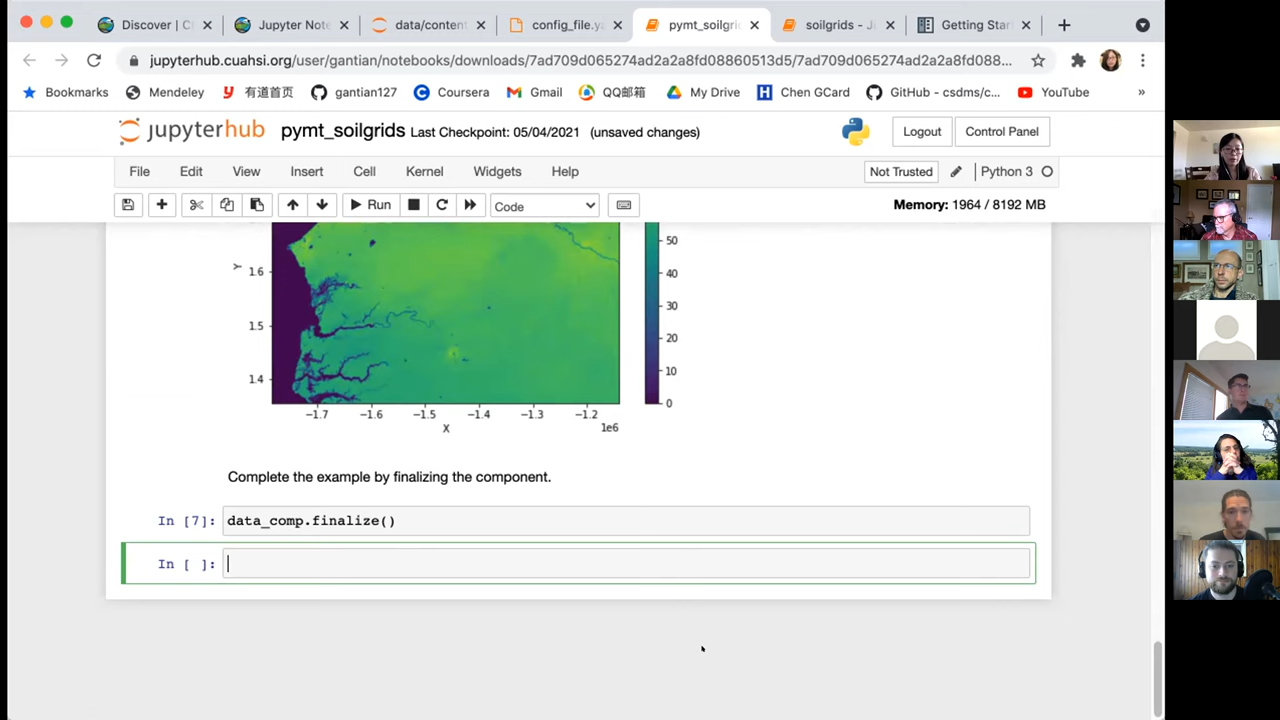 Discover | C
Jupyter Note
data/content
config_file.ya
pymt_soilgri
soilgrids - Ju
Getting Star
jupyterhub.cuahsi.org/user/gantian/notebooks/downloads/7ad709d065274ad2a2a8fd08860513d5/7ad709d065274ad2a2a8fd088...
Bookmarks
Mendeley
有道首页
gantian127
Coursera
Gmail
QQ邮箱
My Drive
Chen GCard
GitHub - csdms/c...
YouTube
»
jupyterhub
pymt_soilgrids Last Checkpoint: 05/04/2021 (unsaved changes)
Logout
Control Panel
File Edit View Insert Cell Kernel Widgets Help
Not Trusted
Python 3
Run
Code
Memory: 1964 / 8192 MB
Y
1.6
1.5
1.4
−1.7 −1.6 −1.5 −1.4 −1.3 −1.2
X
1e6
50
40
30
20
10
0
Complete the example by finalizing the component.
In [7]: data_comp.finalize()
In [ ]: